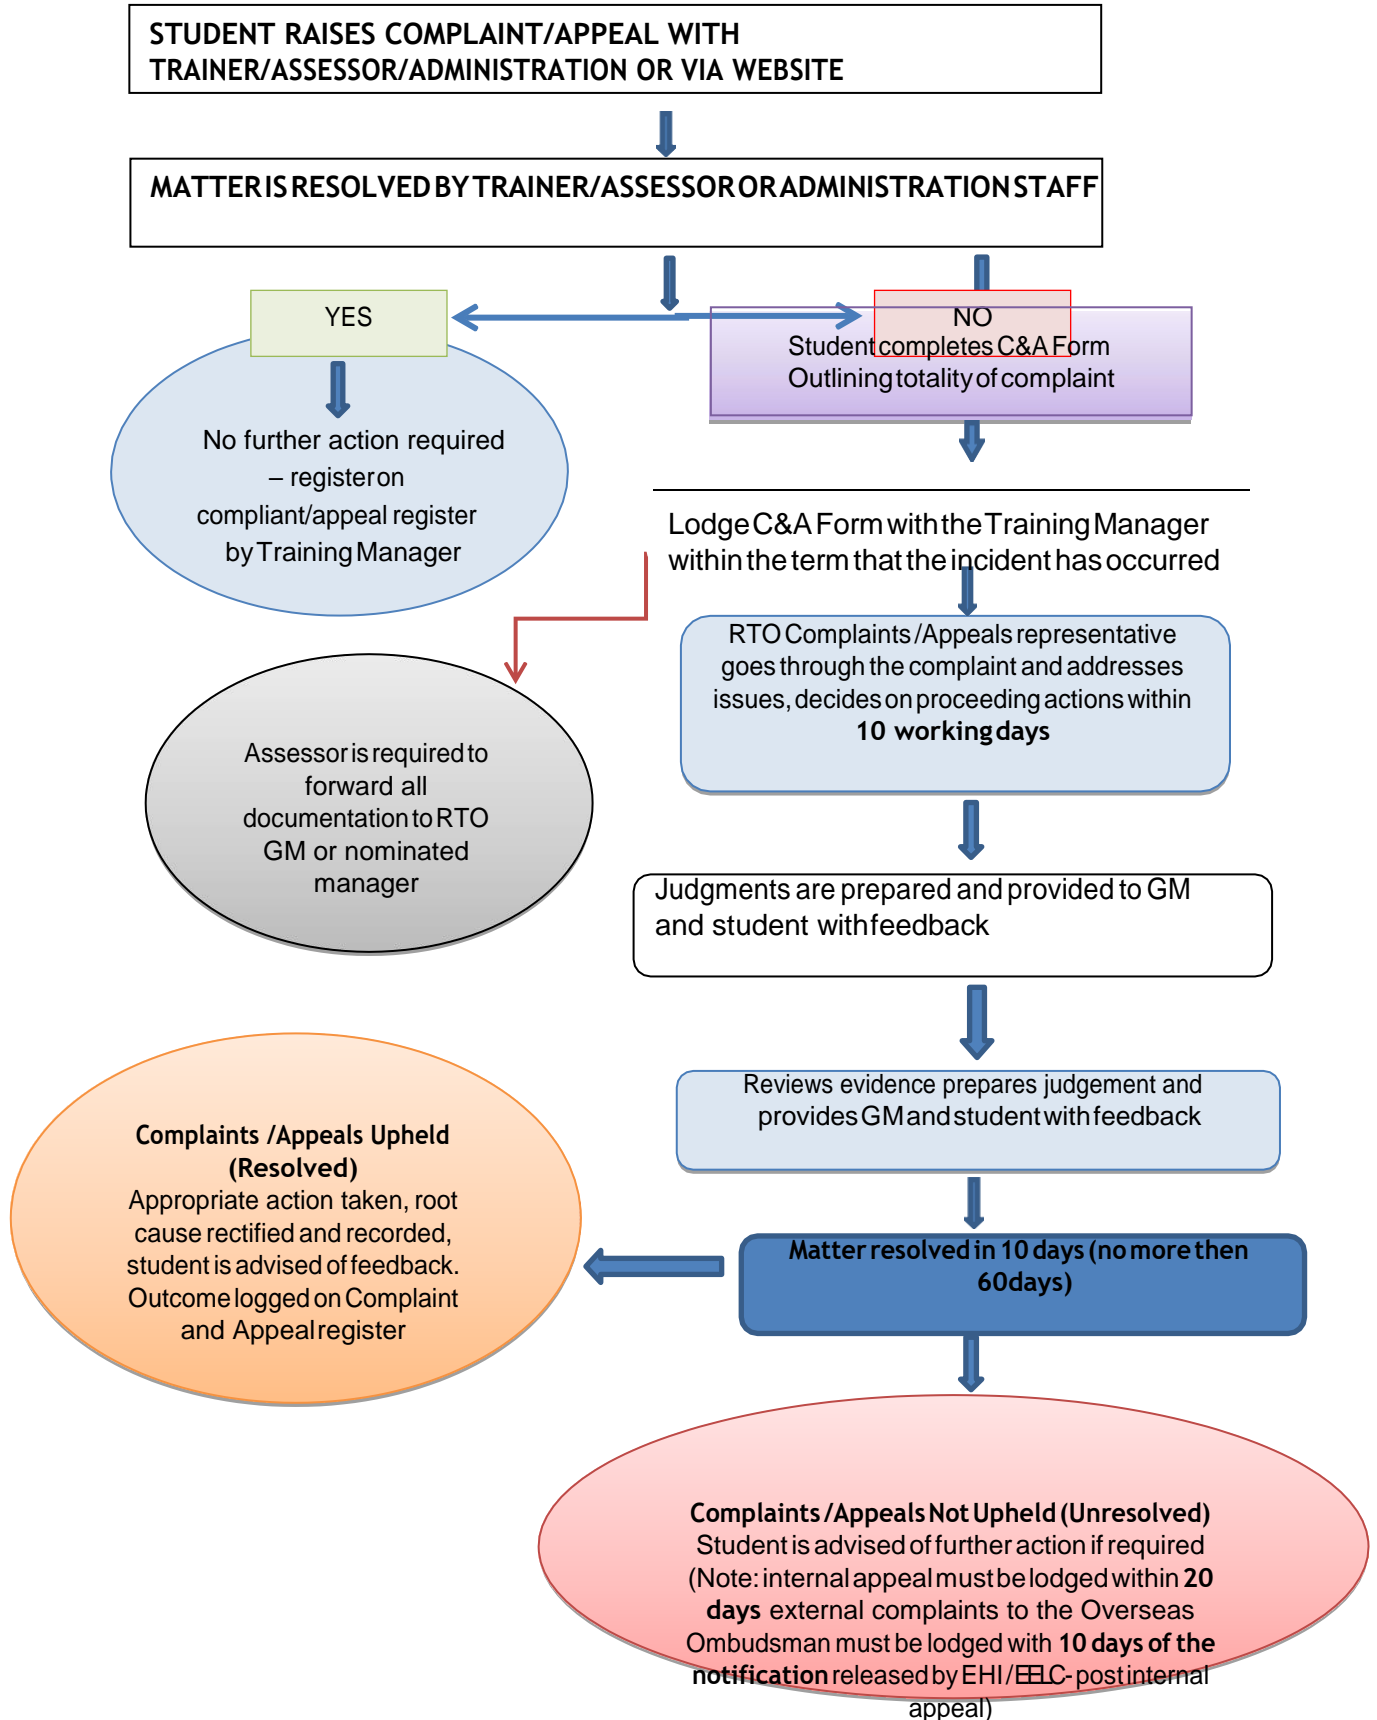 STUDENT RAISES COMPLAINT/APPEAL WITH
TRAINER/ASSESSOR/ADMINISTRATION OR VIA WEBSITE
MATTER IS RESOLVED BY TRAINER/ASSESSOR OR ADMINISTRATION STAFF
YES
NO
Student completes C&A Form
Outlining totality of complaint
No further action required
– register on
compliant/appeal register
by Training Manager
Lodge C&A Form with the Training Manager
within the term that the incident has occurred
RTO Complaints /Appeals representative
goes through the complaint and addresses
issues, decides on proceeding actions within
10 working days
Assessor is required to
forward all
documentation to RTO
GM or nominated
manager
Judgments are prepared and provided to GM
and student with feedback
Reviews evidence prepares judgement and
provides GM and student with feedback
Complaints /Appeals Upheld
(Resolved)
Appropriate action taken, root
cause rectified and recorded,
student is advised of feedback.
Outcome logged on Complaint
and Appeal register
Matter resolved in 10 days (no more then
60days)
Complaints /Appeals Not Upheld (Unresolved)
Student is advised of further action if required
(Note: internal appeal must be lodged within 20
days external complaints to the Overseas
Ombudsman must be lodged with 10 days of the
notification released by EHI / EELC- post internal
appeal)